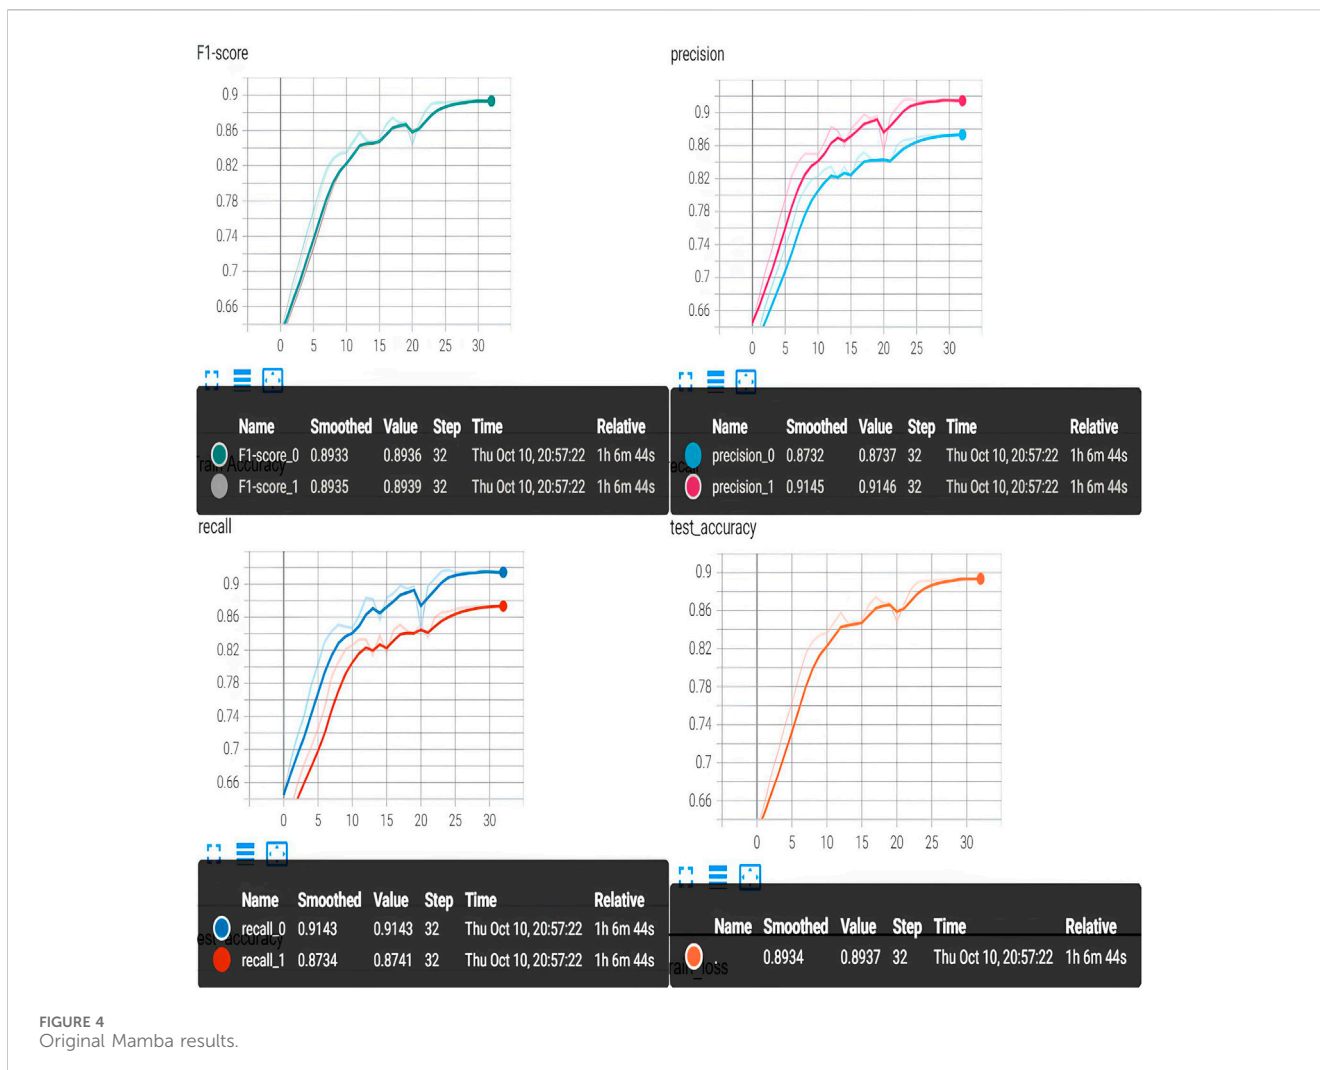 F1-score
0.9
0.86
0.82
0.78
0.74
0.7
0.66
0 5 10 15 20 25 30
Name Smoothed Value Step Time Relative
F1-score_0 0.8933 0.8936 32 Thu Oct 10, 20:57:22 1h 6m 44s
Train Accuracy
F1-score_1 0.8935 0.8939 32 Thu Oct 10, 20:57:22 1h 6m 44s
precision
0.9
0.86
0.82
0.78
0.74
0.7
0.66
0 5 10 15 20 25 30
Name Smoothed Value Step Time Relative
precision_0 0.8732 0.8737 32 Thu Oct 10, 20:57:22 1h 6m 44s
recall
precision_1 0.9145 0.9146 32 Thu Oct 10, 20:57:22 1h 6m 44s
recall
0.9
0.86
0.82
0.78
0.74
0.7
0.66
0 5 10 15 20 25 30
Name Smoothed Value Step Time Relative
recall_0 0.9143 0.9143 32 Thu Oct 10, 20:57:22 1h 6m 44s
est_accuracy
recall_1 0.8734 0.8741 32 Thu Oct 10, 20:57:22 1h 6m 44s
test_accuracy
0.9
0.86
0.82
0.78
0.74
0.7
0.66
0 5 10 15 20 25 30
Name Smoothed Value Step Time Relative
. 0.8934 0.8937 32 Thu Oct 10, 20:57:22 1h 6m 44s
rain_loss
FIGURE 4
Original Mamba results.